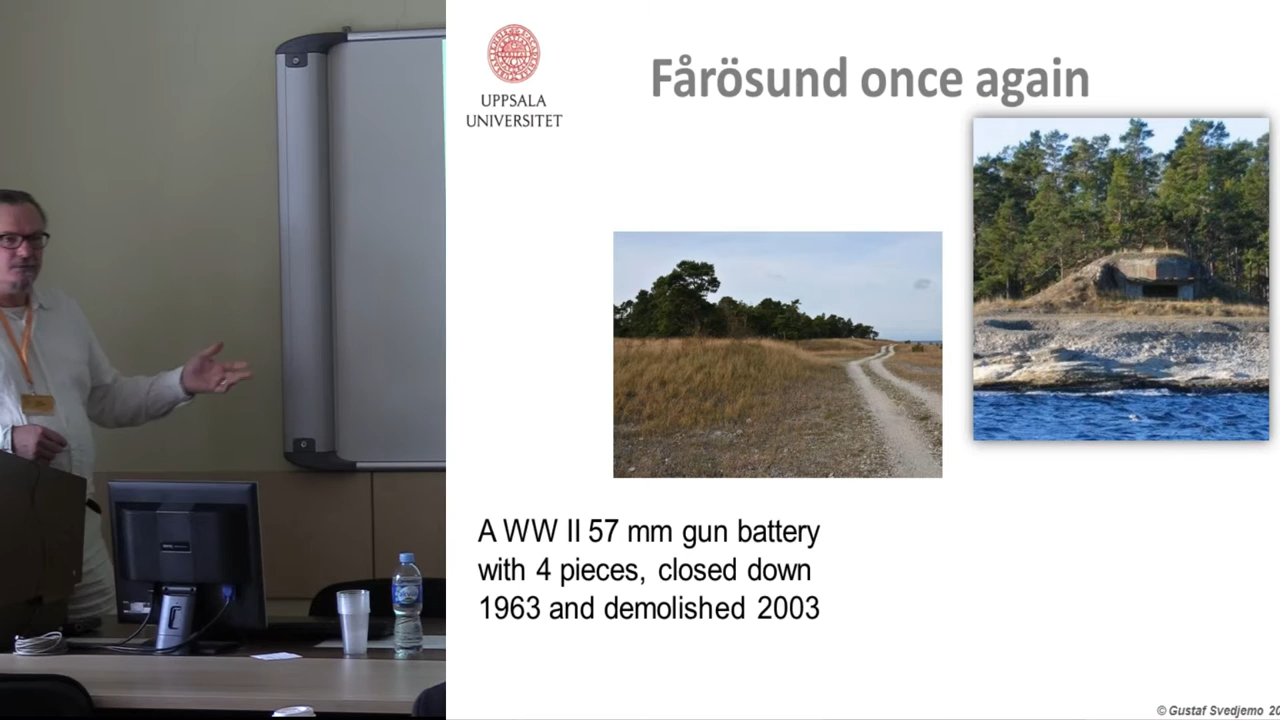 UPPSALA
UNIVERSITET
Fårösund once again
A WW II 57 mm gun battery
with 4 pieces, closed down
1963 and demolished 2003
© Gustaf Svedjemo 20